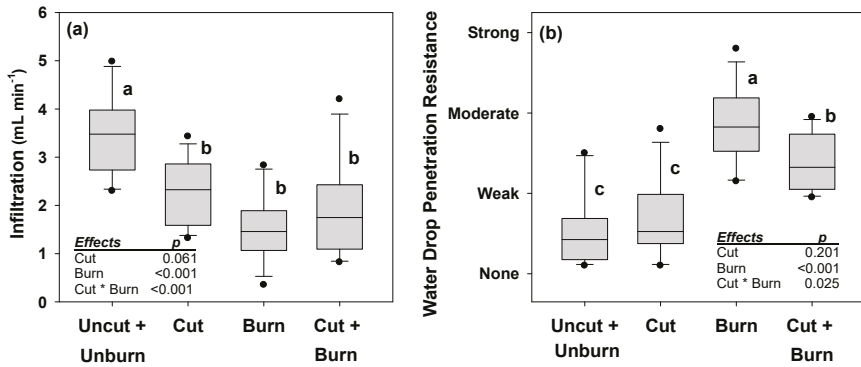 (a)
Infiltration (mL min⁻¹)
6
5
4
3
2
1
0
a
b
b
b
Effects p
Cut 0.061
Burn <0.001
Cut * Burn <0.001
Uncut +
Unburn
Cut
Burn
Cut +
Burn
(b)
Water Drop Penetration Resistance
Strong
Moderate
Weak
None
c
c
a
b
Effects p
Cut 0.201
Burn <0.001
Cut * Burn 0.025
Uncut +
Unburn
Cut
Burn
Cut +
Burn